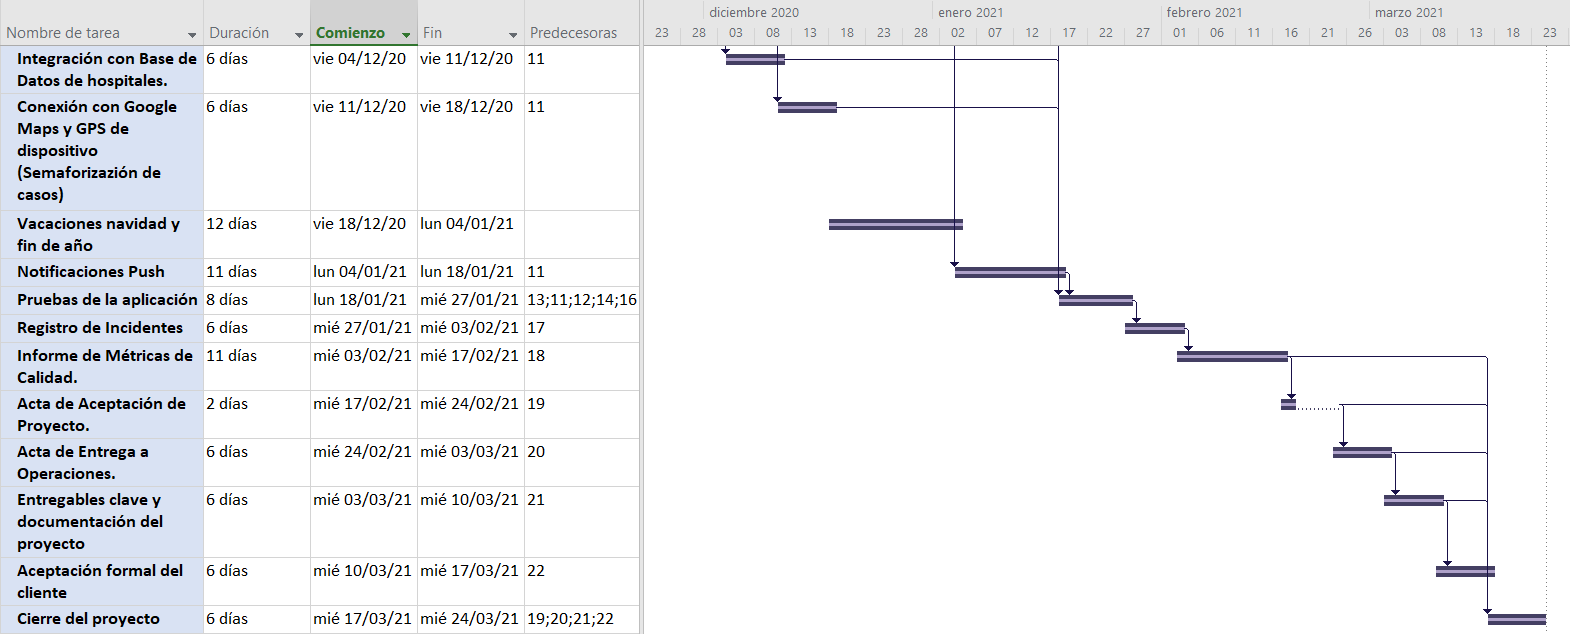 diciembre 2020 enero 2021 febrero 2021 marzo 2021
Nombre de tarea Duración Comienzo Fin Predecesoras 23 28 03 08 13 18 23 28 02 07 12 17 22 27 01 06 11 16 21 26 03 08 13 18 23
Integración con Base de 6 días vie 04/12/20 vie 11/12/20 11
Datos de hospitales.
Conexión con Google 6 días vie 11/12/20 vie 18/12/20 11
Maps y GPS de
dispositivo
(Semaforizazión de
casos)
Vacaciones navidad y 12 días vie 18/12/20 lun 04/01/21
fin de año
Notificaciones Push 11 días lun 04/01/21 lun 18/01/21 11
Pruebas de la aplicación 8 días lun 18/01/21 mié 27/01/21 13;11;12;14;16
Registro de Incidentes 6 días mié 27/01/21 mié 03/02/21 17
Informe de Métricas de 11 días mié 03/02/21 mié 17/02/21 18
Calidad.
Acta de Aceptación de 2 días mié 17/02/21 mié 24/02/21 19
Proyecto.
Acta de Entrega a 6 días mié 24/02/21 mié 03/03/21 20
Operaciones.
Entregables clave y 6 días mié 03/03/21 mié 10/03/21 21
documentación del
proyecto
Aceptación formal del 6 días mié 10/03/21 mié 17/03/21 22
cliente
Cierre del proyecto 6 días mié 17/03/21 mié 24/03/21 19;20;21;22